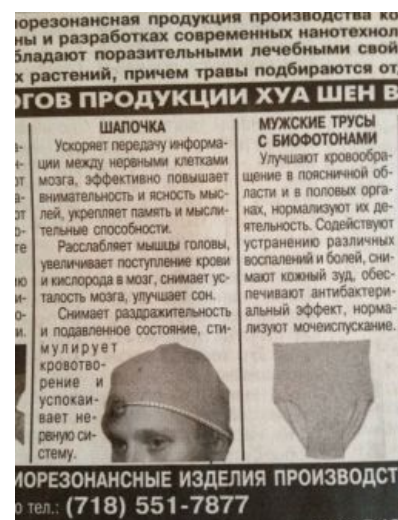 иорезонансная продукция производства ко
ны и разработках современных нанотехнол
бладают поразительными лечебными свой
х растений, причем травы подбираются от
ОГОВ ПРОДУКЦИИ ХУА ШЕН В
ШАПОЧКА
Ускоряет передачу информа-
ции между нервными клетками
мозга, эффективно повышает
внимательность и ясность мыс-
лей, укрепляет память и мысли-
тельные способности.
Расслабляет мышцы головы,
увеличивает поступление крови
и кислорода в мозг, снимает ус-
талость мозга, улучшает сон.
Снимает раздражительность
и подавленное состояние, сти-
мулирует
кровотво-
рение и
успокаи-
вает не-
рвную си-
стему.
МУЖСКИЕ ТРУСЫ
С БИОФОТОНАМИ
Улучшают кровообра-
щение в поясничной об-
ласти и в половых орга-
нах, нормализуют их де-
ятельность. Содействуют
устранению различных
воспалений и болей, сни-
мают кожный зуд, обес-
печивают антибактери-
альный эффект, норма-
лизуют мочеиспускание.
ИОРЕЗОНАНСНЫЕ ИЗДЕЛИЯ ПРОИЗВОДСТ
о тел.: (718) 551-7877